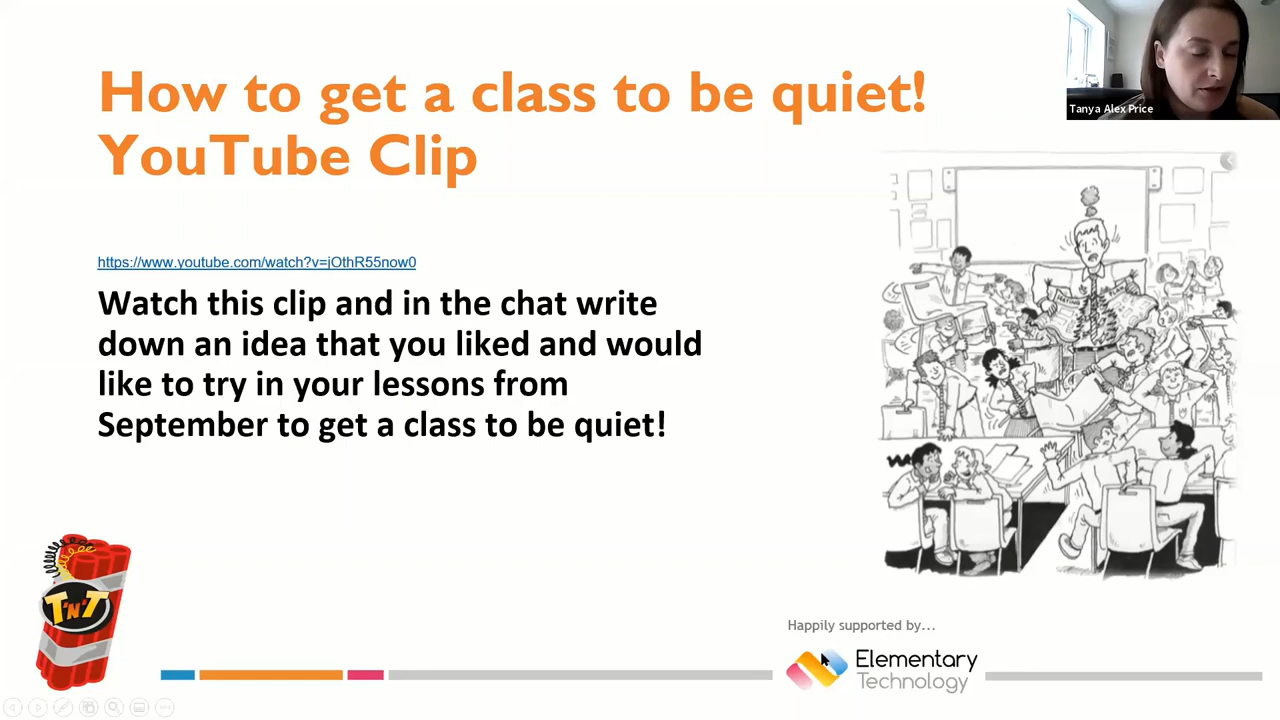 How to get a class to be quiet!
YouTube Clip
Tanya Alex Price
https://www.youtube.com/watch?v=jOthR55now0
Watch this clip and in the chat write
down an idea that you liked and would
like to try in your lessons from
September to get a class to be quiet!
T'N'T
Happily supported by...
Elementary
Technology